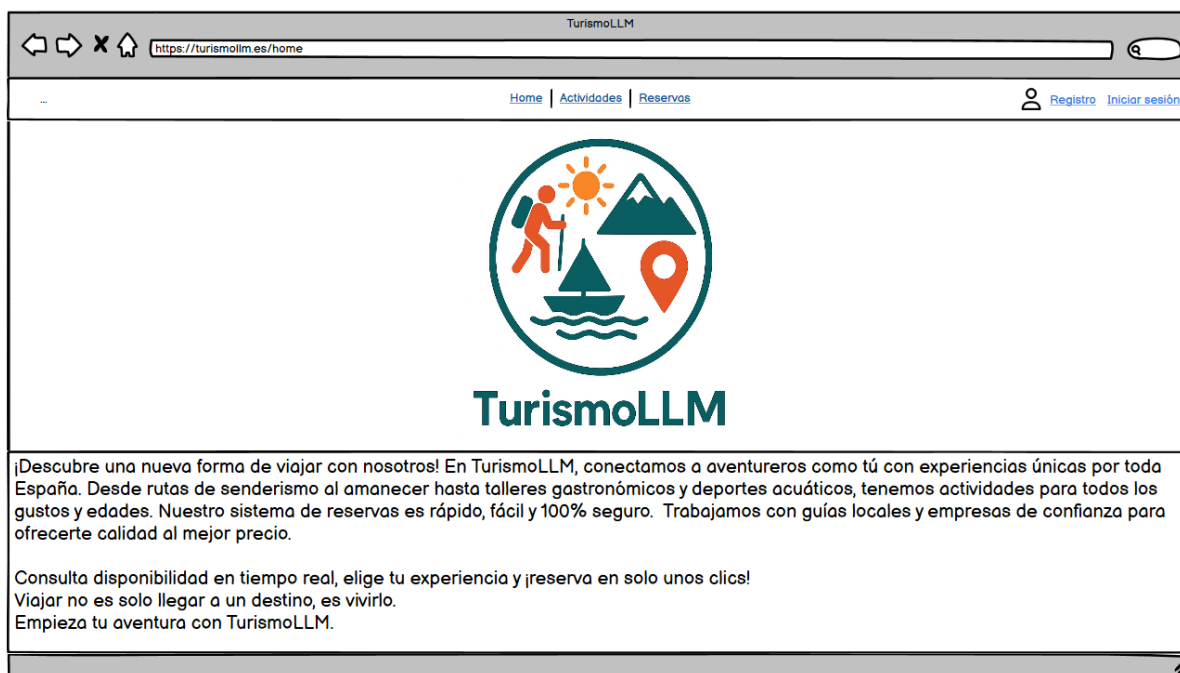 TurismoLLM
https://turismollm.es/home
...
Home | Actividades | Reservas
Registro Iniciar sesión
TurismoLLM
¡Descubre una nueva forma de viajar con nosotros! En TurismoLLM, conectamos a aventureros como tú con experiencias únicas por toda
España. Desde rutas de senderismo al amanecer hasta talleres gastronómicos y deportes acuáticos, tenemos actividades para todos los
gustos y edades. Nuestro sistema de reservas es rápido, fácil y 100% seguro. Trabajamos con guías locales y empresas de confianza para
ofrecerte calidad al mejor precio.
Consulta disponibilidad en tiempo real, elige tu experiencia y ¡reserva en solo unos clics!
Viajar no es solo llegar a un destino, es vivirlo.
Empieza tu aventura con TurismoLLM.